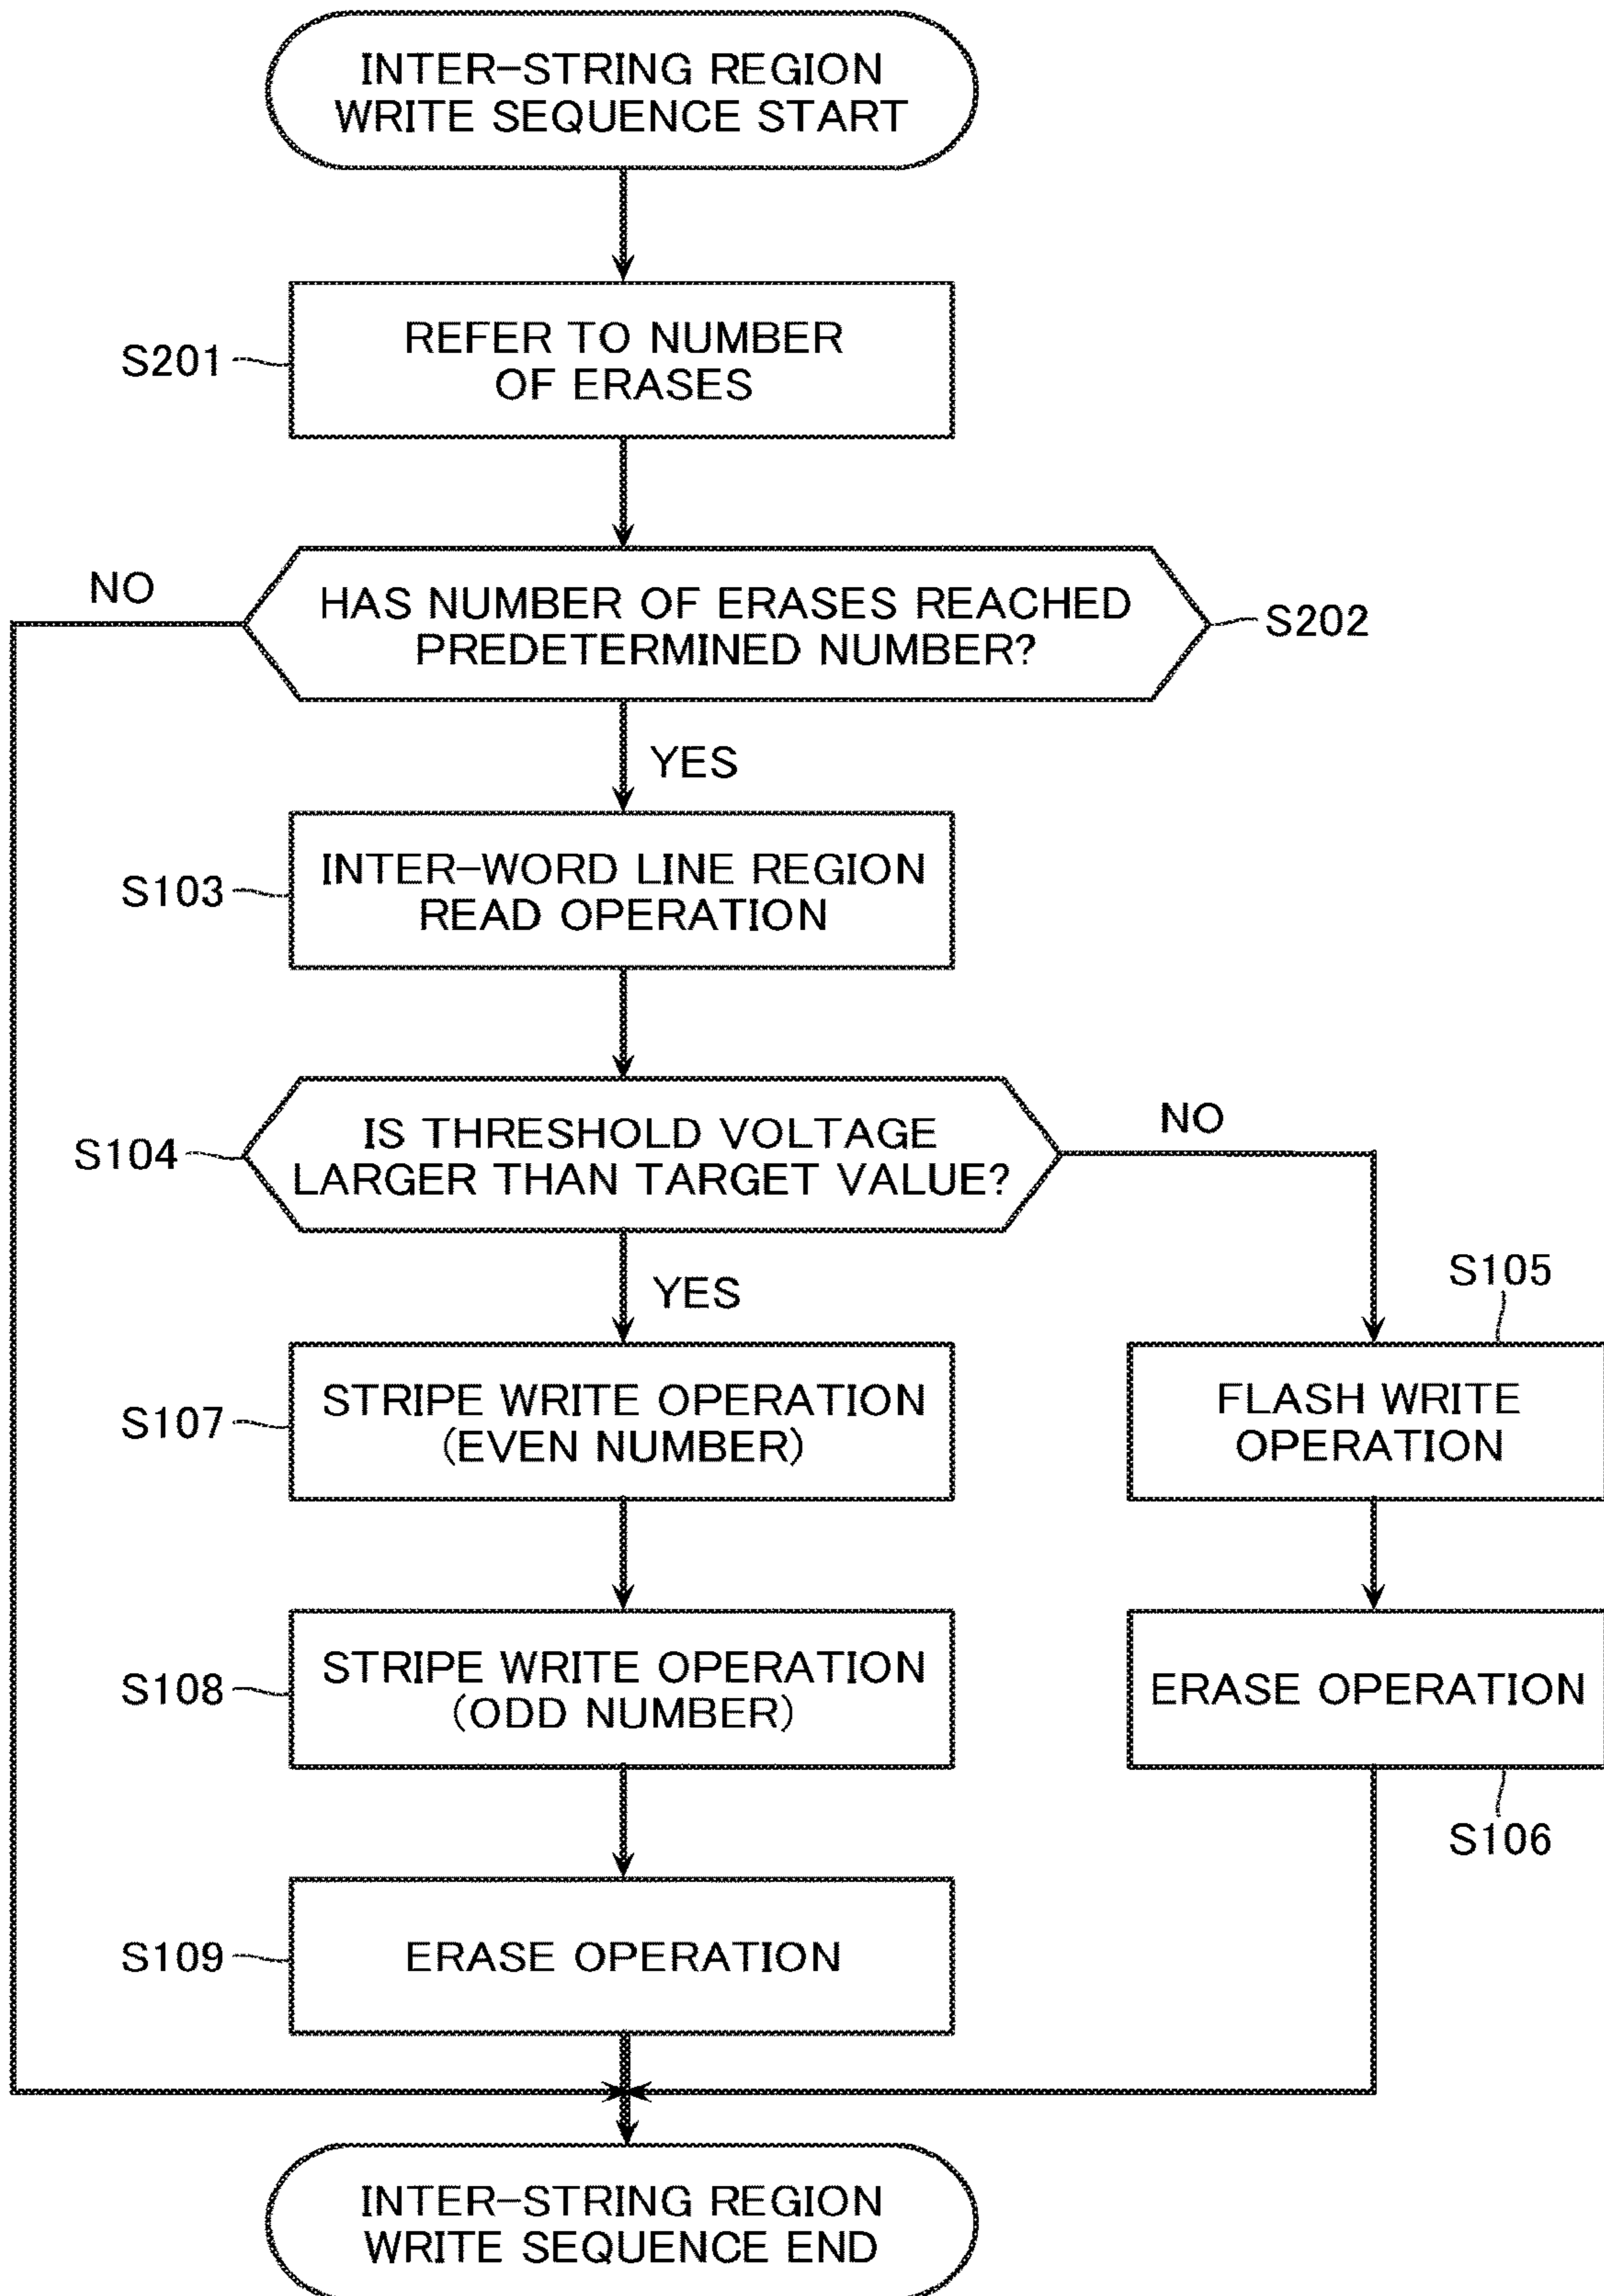 INTER-STRING REGION
WRITE SEQUENCE START
S201
REFER TO NUMBER
OF ERASES
NO
HAS NUMBER OF ERASES REACHED
PREDETERMINED NUMBER?
S202
YES
S103
INTER-WORD LINE REGION
READ OPERATION
S104
IS THRESHOLD VOLTAGE
LARGER THAN TARGET VALUE?
NO
YES
S105
S107
STRIPE WRITE OPERATION
(EVEN NUMBER)
FLASH WRITE
OPERATION
S108
STRIPE WRITE OPERATION
(ODD NUMBER)
ERASE OPERATION
S106
S109
ERASE OPERATION
INTER-STRING REGION
WRITE SEQUENCE END